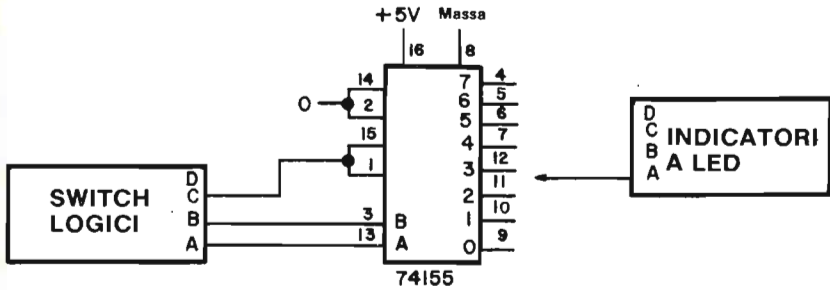 +5V Massa
16 8
14
0 2
15
1
7 4
6 5
5 6
4 7
3 12
2 11
1 10
0 9
3 B
13 A
74155
SWITCH
LOGICI
D
C
B
A
D
C
B
A
INDICATORI
A LED